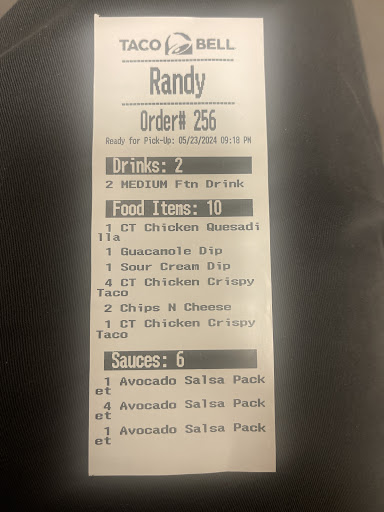 TACO BELL
Randy
Order# 256
Ready for Pick-Up: 05/23/2024 09:18 PM
Drinks: 2
2 MEDIUM Ftn Drink
Food Items: 10
1 CT Chicken Quesadi
lla
1 Guacamole Dip
1 Sour Cream Dip
4 CT Chicken Crispy
Taco
2 Chips N Cheese
1 CT Chicken Crispy
Taco
Sauces: 6
1 Avocado Salsa Pack
et
4 Avocado Salsa Pack
et
1 Avocado Salsa Pack
et